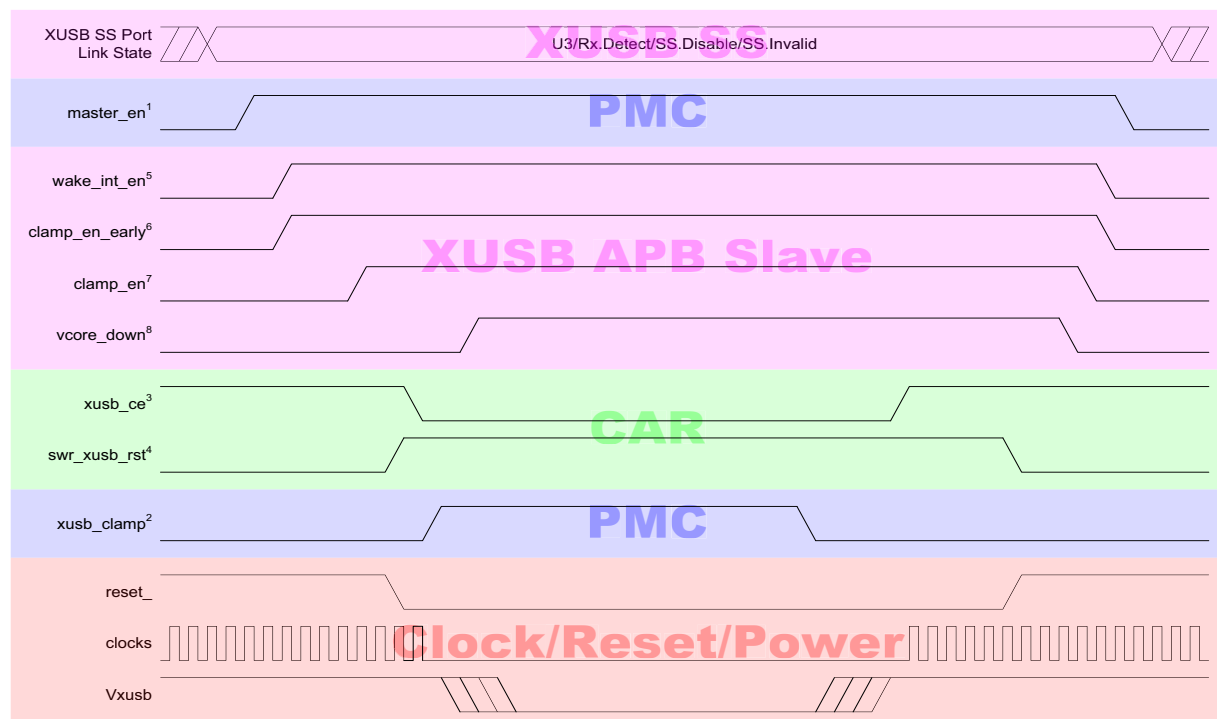 XUSB SS Port
Link State
XUSB SS
U3/Rx.Detect/SS.Disable/SS.Invalid
master_en¹
PMC
wake_int_en⁵
clamp_en_early⁶
XUSB APB Slave
clamp_en⁷
vcore_down⁸
xusb_ce³
CAR
swr_xusb_rst⁴
xusb_clamp²
PMC
reset_
clocks
Clock/Reset/Power
Vxusb